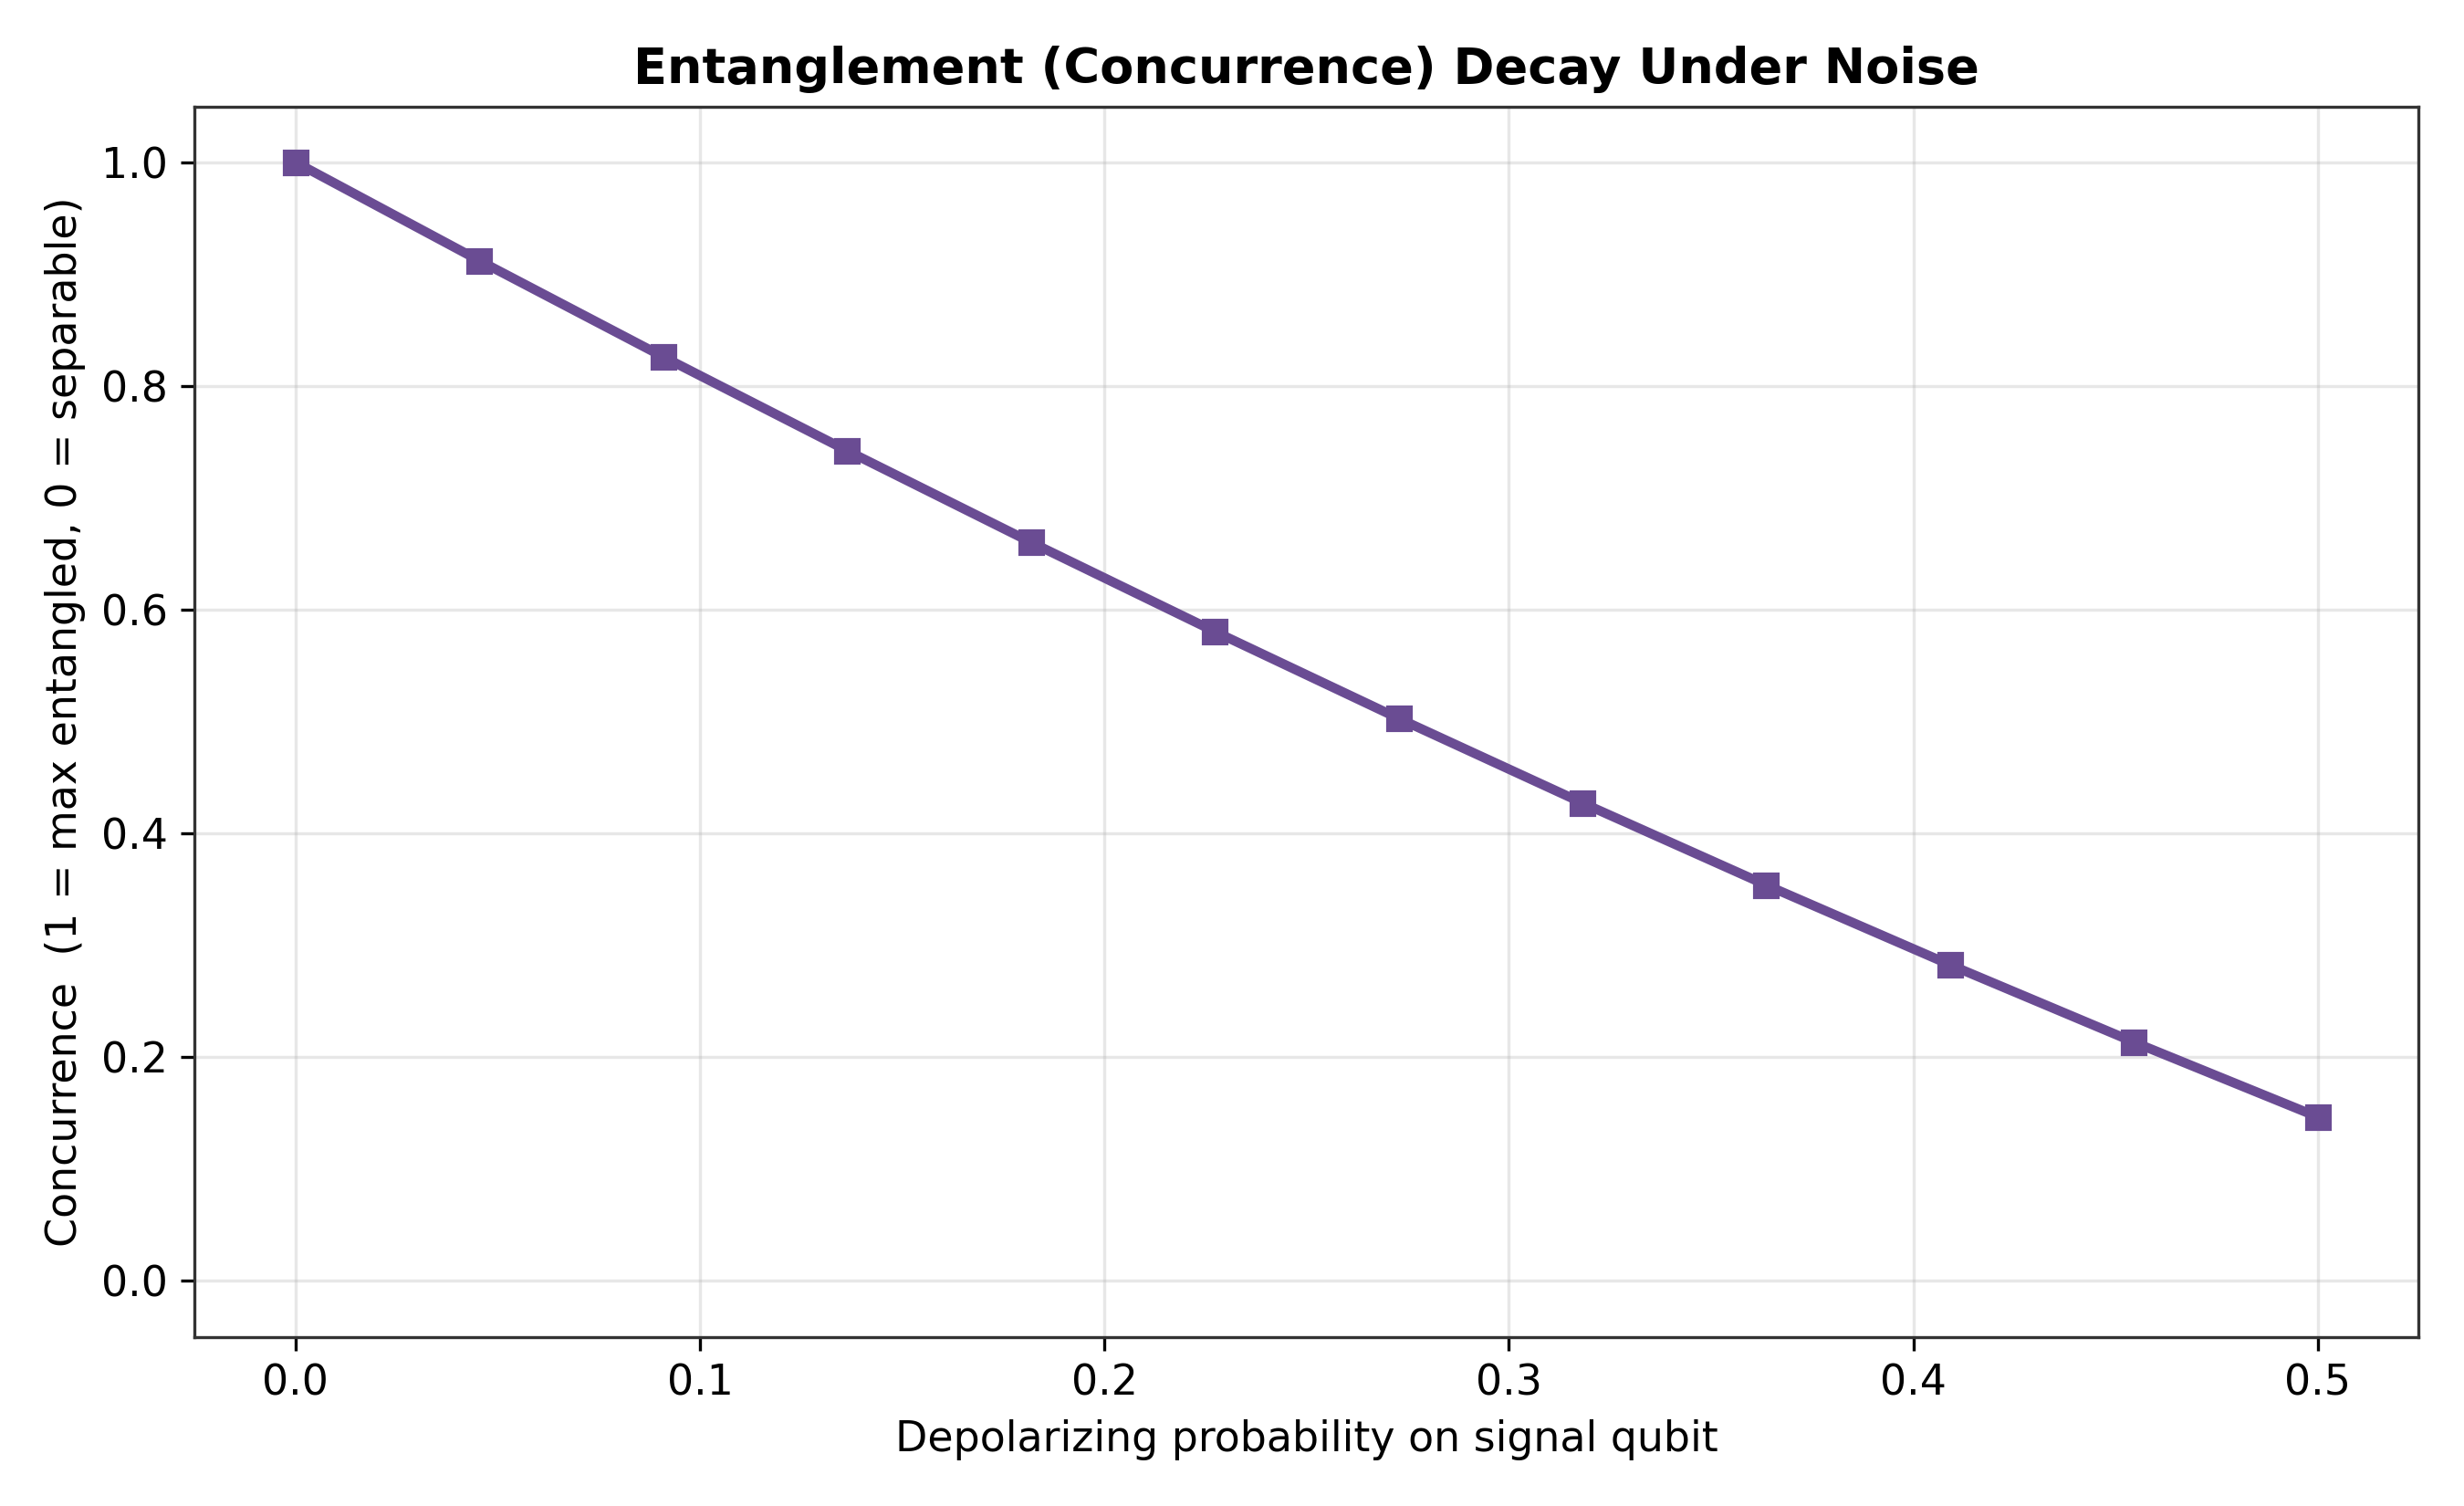 Entanglement (Concurrence) Decay Under Noise
Concurrence  (1 = max entangled, 0 = separable)
1.0
0.8
0.6
0.4
0.2
0.0
0.0 0.1 0.2 0.3 0.4 0.5
Depolarizing probability on signal qubit